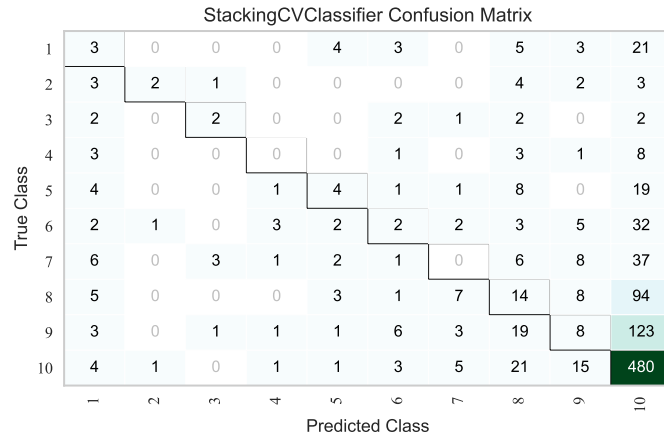 StackingCVClassifier Confusion Matrix
1 3 0 0 0 4 3 0 5 3 21
2 3 2 1 0 0 0 0 4 2 3
3 2 0 2 0 0 2 1 2 0 2
4 3 0 0 0 0 1 0 3 1 8
5 4 0 0 1 4 1 1 8 0 19
6 2 1 0 3 2 2 2 3 5 32
7 6 0 3 1 2 1 0 6 8 37
8 5 0 0 0 3 1 7 14 8 94
9 3 0 1 1 1 6 3 19 8 123
10 4 1 0 1 1 3 5 21 15 480
True Class
1 2 3 4 5 6 7 8 9 10
Predicted Class